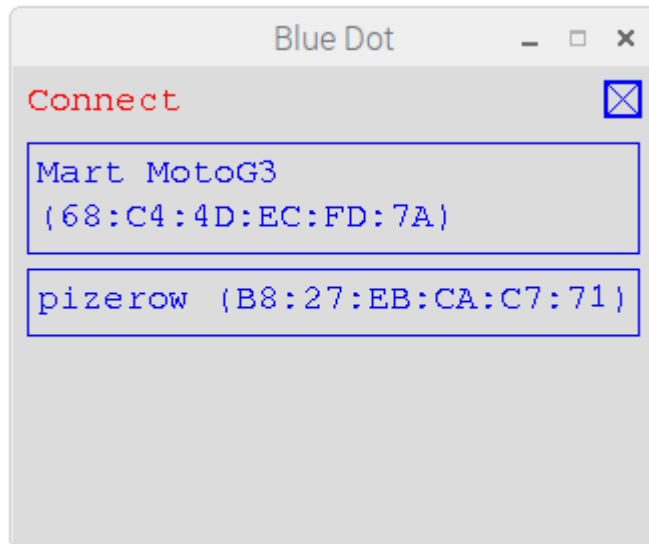 Blue Dot
Connect
Mart MotoG3
(68:C4:4D:EC:FD:7A)
pizerow (B8:27:EB:CA:C7:71)